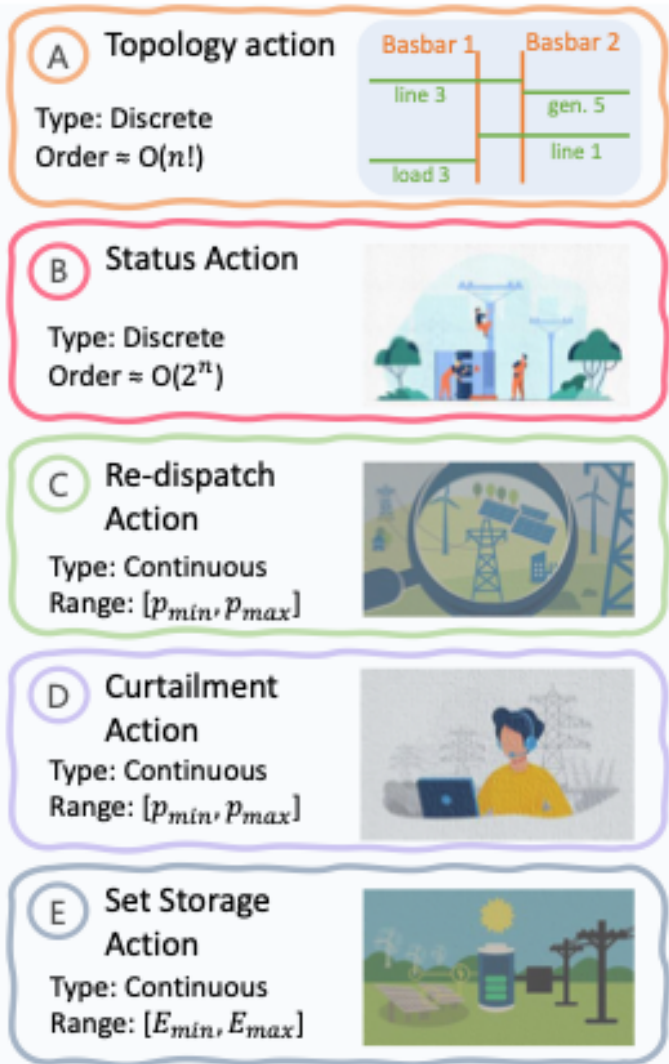 A
Topology action
Type: Discrete
Order ≈ O(n!)
Basbar 1
Basbar 2
line 3
gen. 5
line 1
load 3
B
Status Action
Type: Discrete
Order ≈ O(2ⁿ)
C
Re-dispatch
Action
Type: Continuous
Range: [p_min, p_max]
D
Curtailment
Action
Type: Continuous
Range: [p_min, p_max]
E
Set Storage
Action
Type: Continuous
Range: [E_min, E_max]